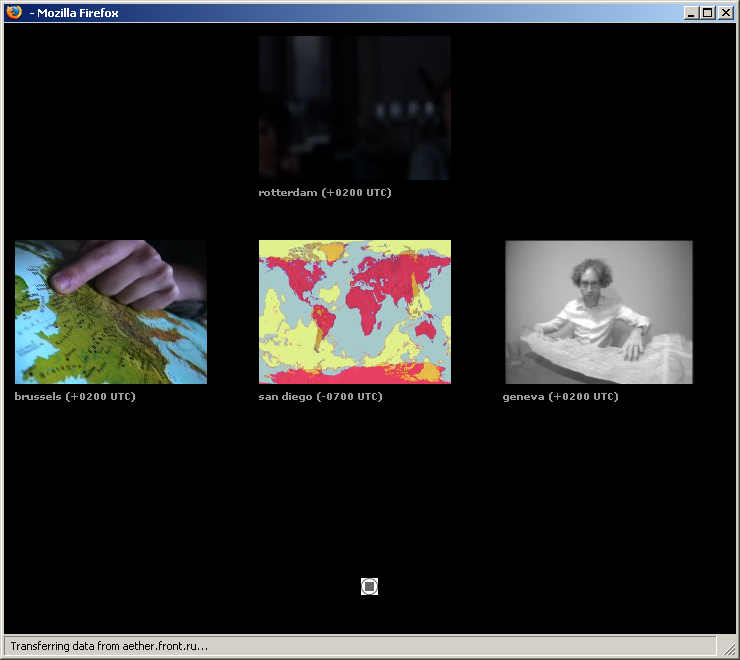 - Mozilla Firefox
rotterdam (+0200 UTC)
brussels (+0200 UTC)
san diego (-0700 UTC)
geneva (+0200 UTC)
Transferring data from aether.front.ru...